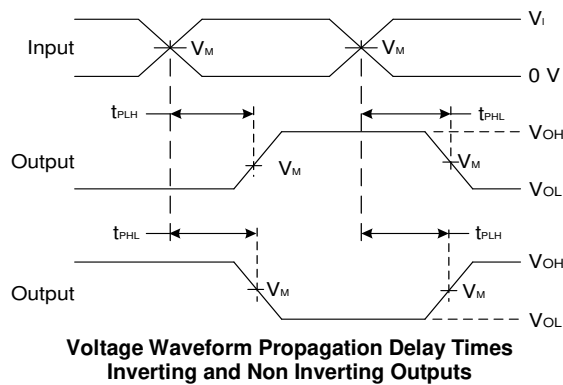 Input
VM
VM
VI
0 V
tPLH
tPHL
Output
VM
VM
VOH
VOL
tPHL
tPLH
Output
VM
VM
VOH
VOL
Voltage Waveform Propagation Delay Times
Inverting and Non Inverting Outputs